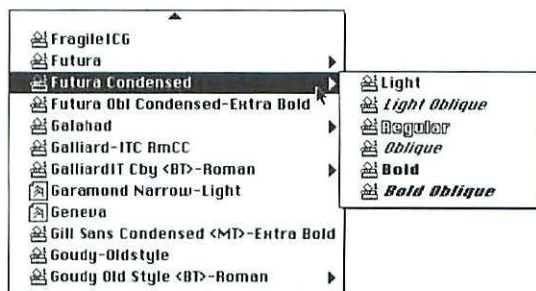 FragileICG
Futura
Futura Condensed
Futura Obl Condensed-Extra Bold
Galahad
Galliard-ITC RmCC
GalliardIT Cby <BT>-Roman
Garamond Narrow-Light
Geneva
Gill Sans Condensed <MT>-Extra Bold
Goudy-Oldstyle
Goudy Old Style <BT>-Roman
Light
Light Oblique
Regular
Oblique
Bold
Bold Oblique